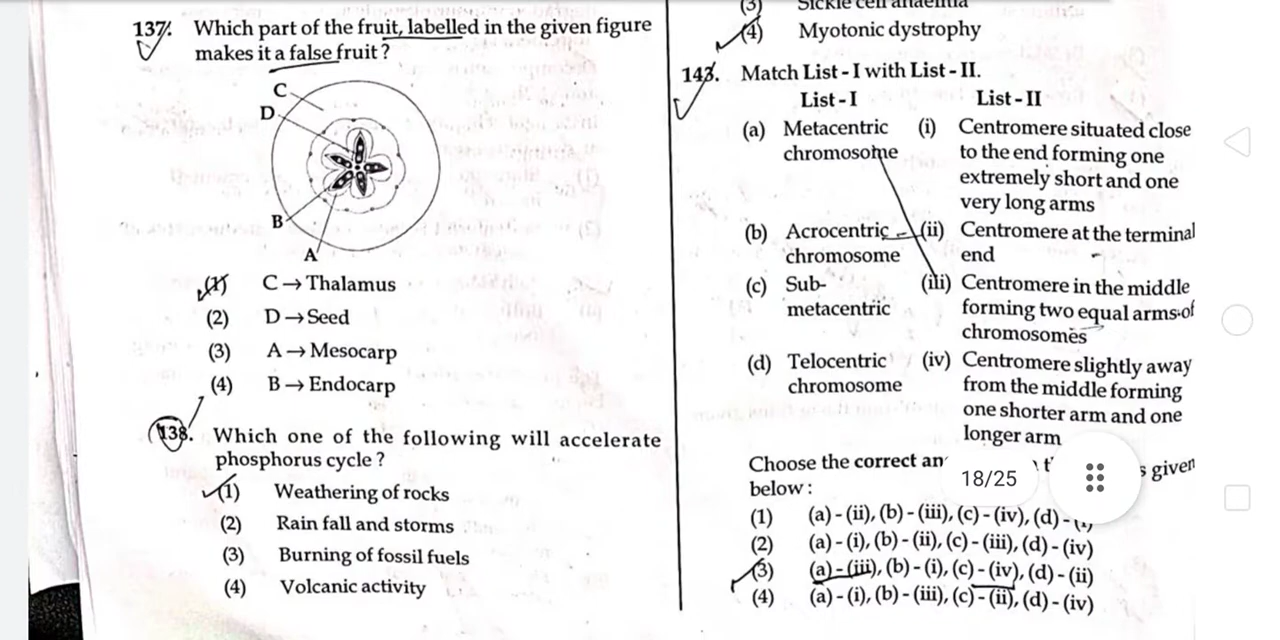 137. Which part of the fruit, labelled in the given figure
makes it a false fruit ?
C
D
B
A
(1) C → Thalamus
(2) D → Seed
(3) A → Mesocarp
(4) B → Endocarp
138. Which one of the following will accelerate
phosphorus cycle ?
(1) Weathering of rocks
(2) Rain fall and storms
(3) Burning of fossil fuels
(4) Volcanic activity
(3) Sickle cell anaemia
(4) Myotonic dystrophy
143. Match List - I with List - II.
List - I List - II
(a) Metacentric (i) Centromere situated close
chromosome to the end forming one
extremely short and one
very long arms
(b) Acrocentric (ii) Centromere at the terminal
chromosome end
(c) Sub- (iii) Centromere in the middle
metacentric forming two equal arms of
chromosomes
(d) Telocentric (iv) Centromere slightly away
chromosome from the middle forming
one shorter arm and one
longer arm
Choose the correct given
below :
18/25
(1) (a) - (ii), (b) - (iii), (c) - (iv), (d) - (i)
(2) (a) - (i), (b) - (ii), (c) - (iii), (d) - (iv)
(3) (a) - (iii), (b) - (i), (c) - (iv), (d) - (ii)
(4) (a) - (i), (b) - (iii), (c) - (ii), (d) - (iv)